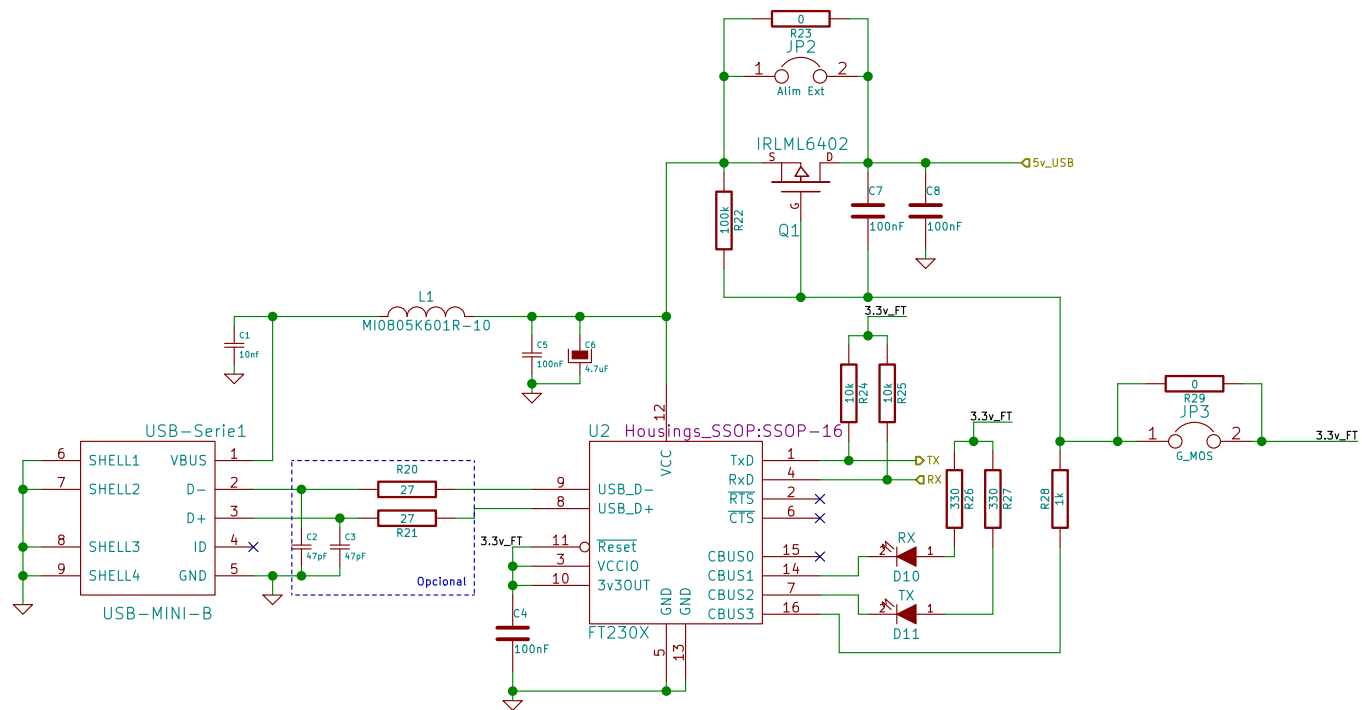 0
R23
JP2
1 2
Alim Ext
IRLML6402
S D
G
Q1
5v_USB
100k
R22
C7
100nF
C8
100nF
L1
MI0805K601R-10
C1
10nf
C5
100nF
C6
4.7uF
3.3v_FT
10k
R24
10k
R25
0
R29
JP3
1 2
G_MOS
3.3v_FT
3.3v_FT
330
R26
330
R27
R28
1k
USB-Serie1
6 SHELL1 VBUS 1
7 SHELL2 D- 2
D+ 3
8 SHELL3 ID 4
9 SHELL4 GND 5
USB-MINI-B
R20
27
27
R21
C2
47pF
C3
47pF
Opcional
U2 Housings_SSOP:SSOP-16
12
VCC
TxD 1
RxD 4
RTS 2
CTS 6
9 USB_D-
8 USB_D+
3.3v_FT
11 Reset
3 VCCIO
10 3v3OUT
CBUS0 15
CBUS1 14
CBUS2 7
CBUS3 16
GND
GND
5
13
FT230X
C4
100nF
TX
RX
RX
2 1
D10
TX
2 1
D11